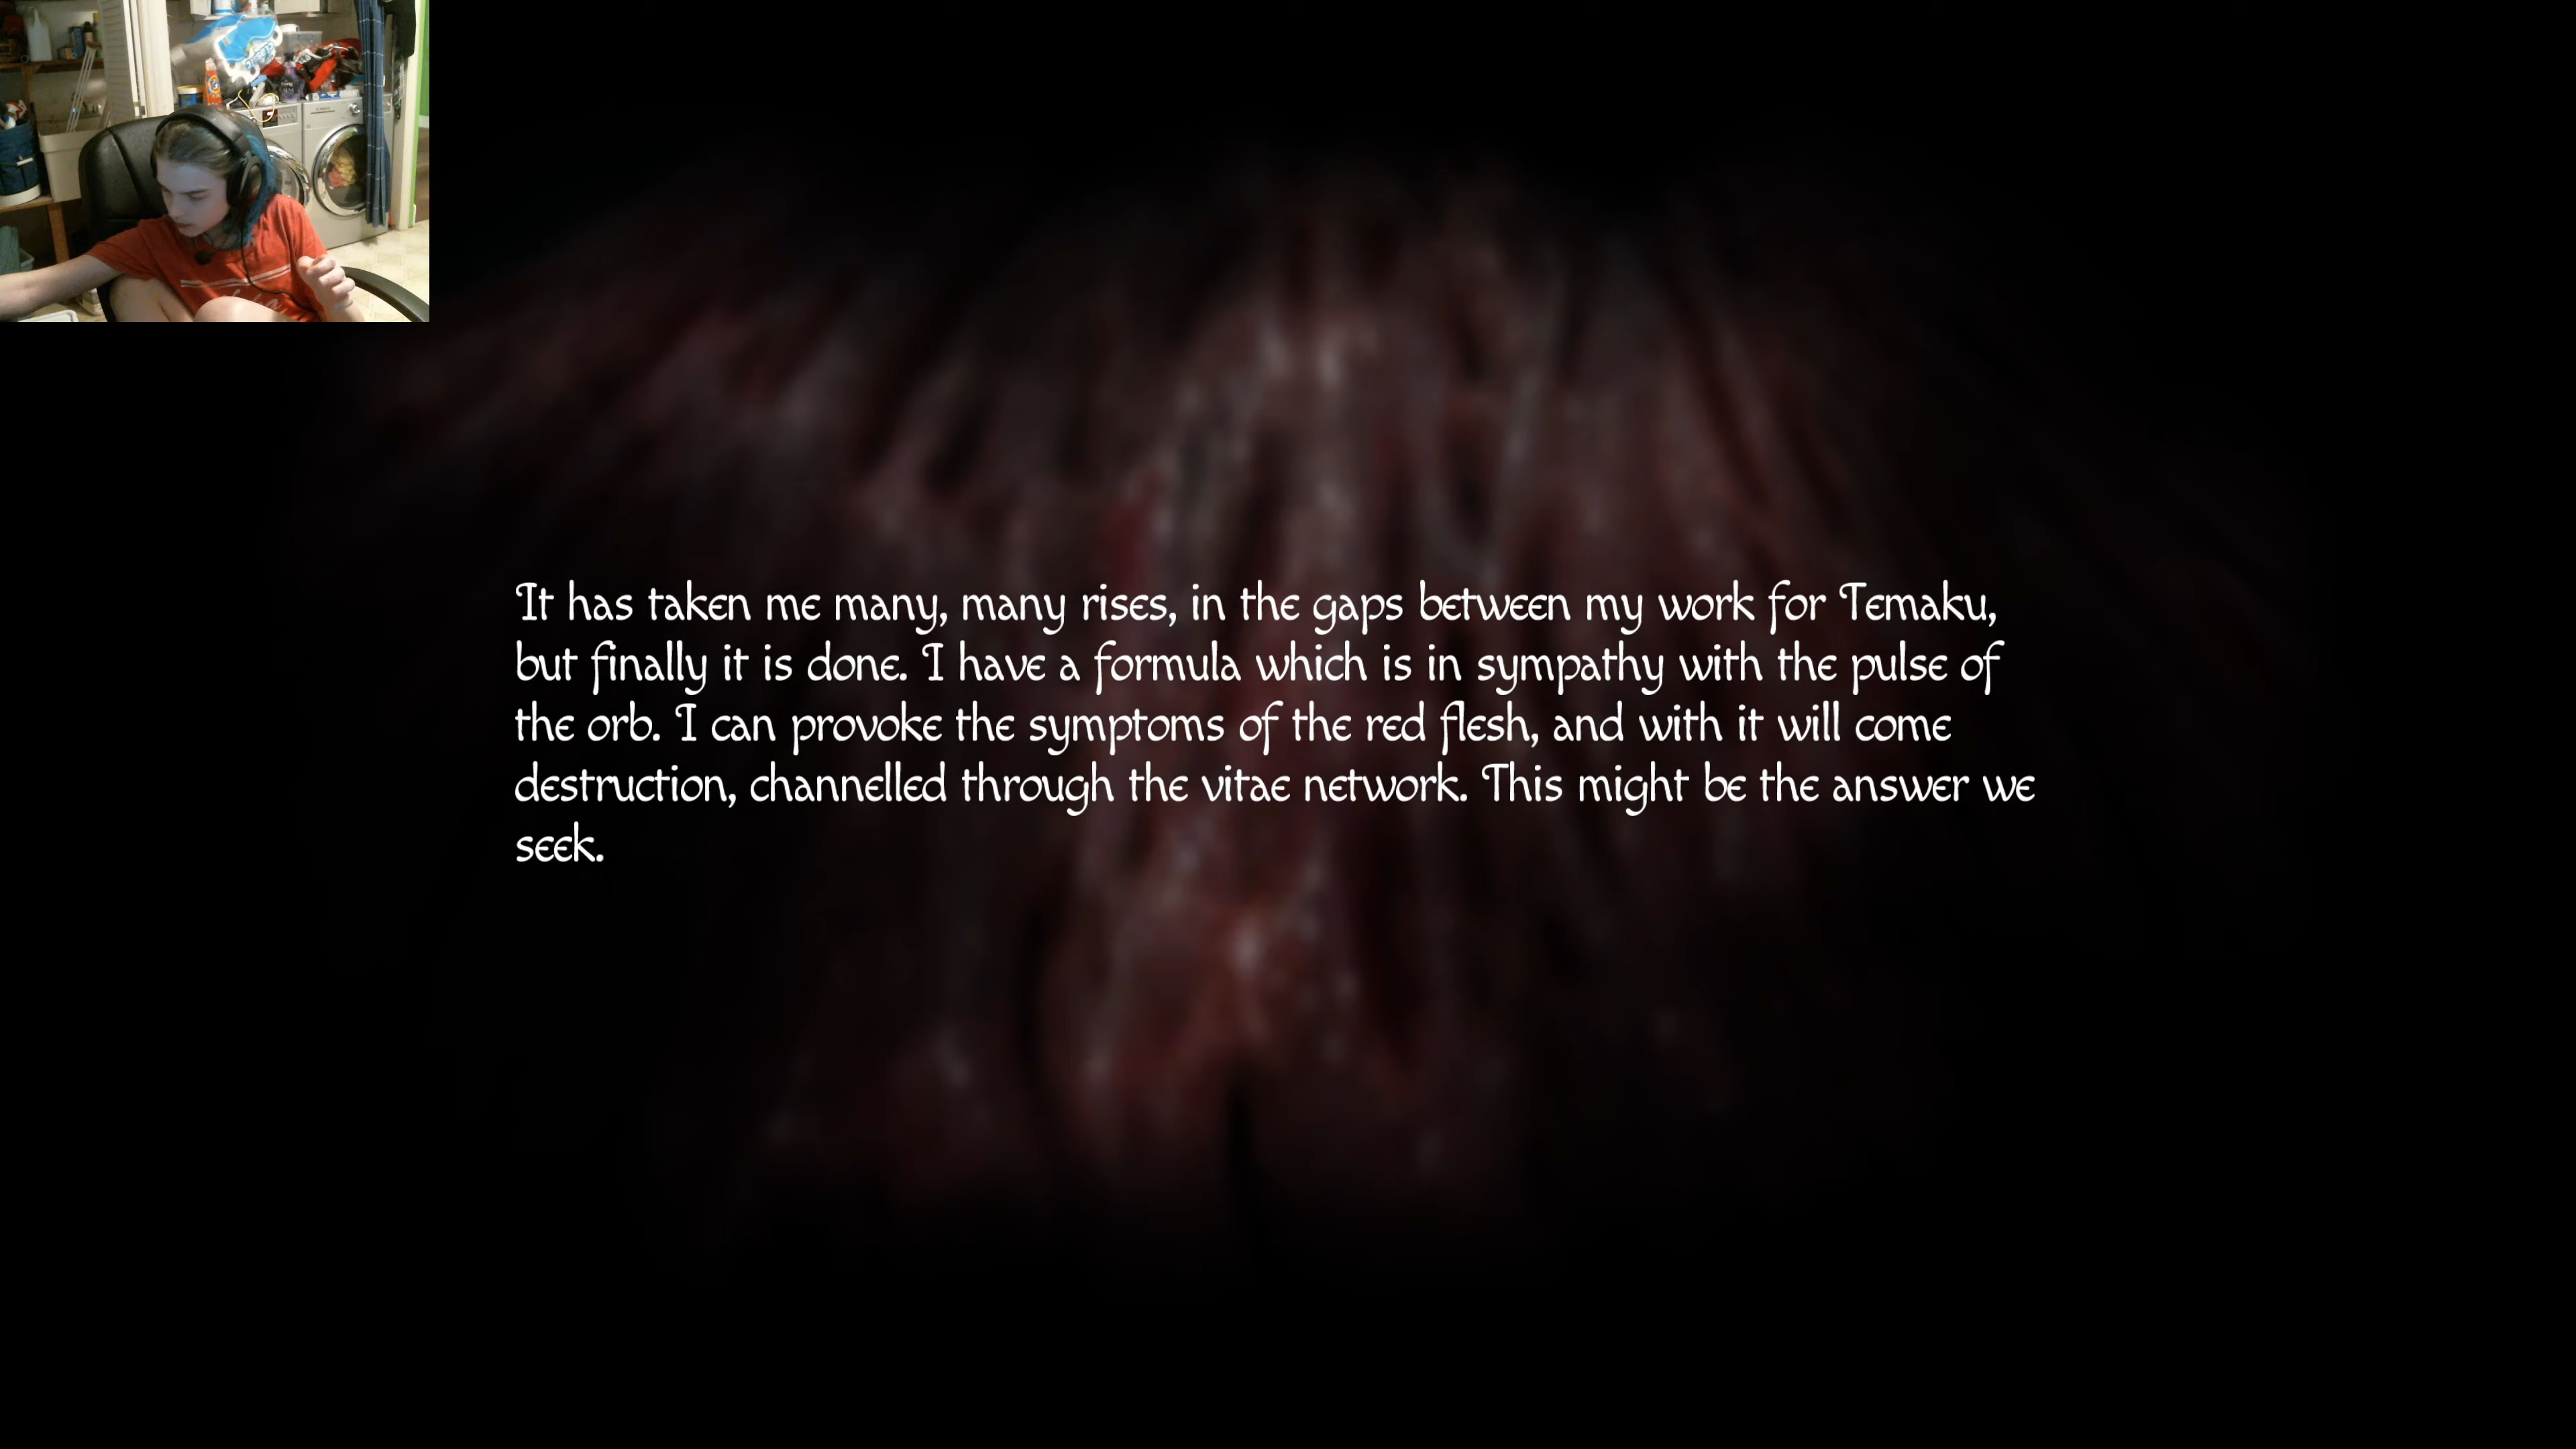 It has taken me many, many rises, in the gaps between my work for Temaku,
but finally it is done. I have a formula which is in sympathy with the pulse of
the orb. I can provoke the symptoms of the red flesh, and with it will come
destruction, channelled through the vitae network. This might be the answer we
seek.